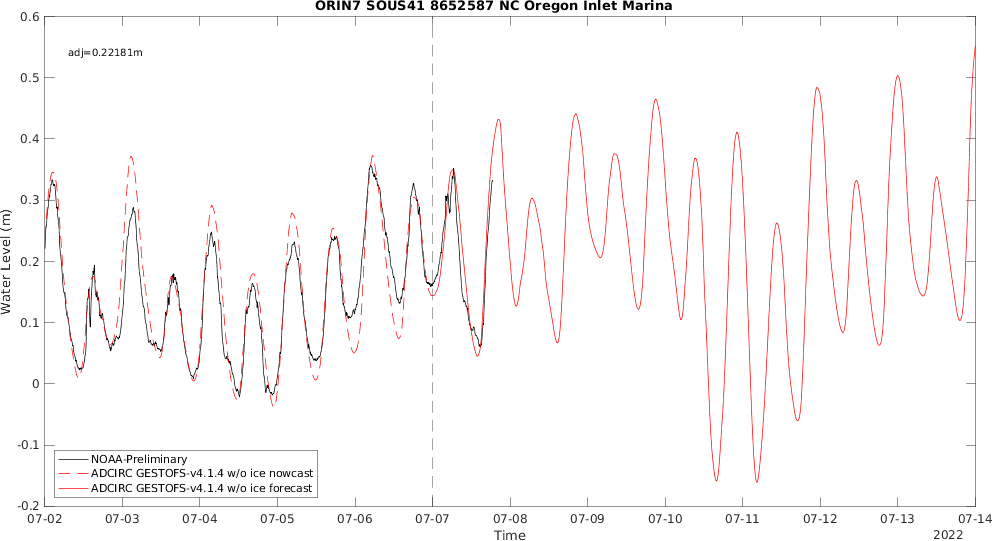 ORIN7 SOUS41 8652587 NC Oregon Inlet Marina
adj=0.22181m
0.6
0.5
0.4
0.3
0.2
0.1
0
-0.1
-0.2
Water Level (m)
NOAA-Preliminary
ADCIRC GESTOFS-v4.1.4 w/o ice nowcast
ADCIRC GESTOFS-v4.1.4 w/o ice forecast
07-02 07-03 07-04 07-05 07-06 07-07 07-08 07-09 07-10 07-11 07-12 07-13 07-14
Time
2022